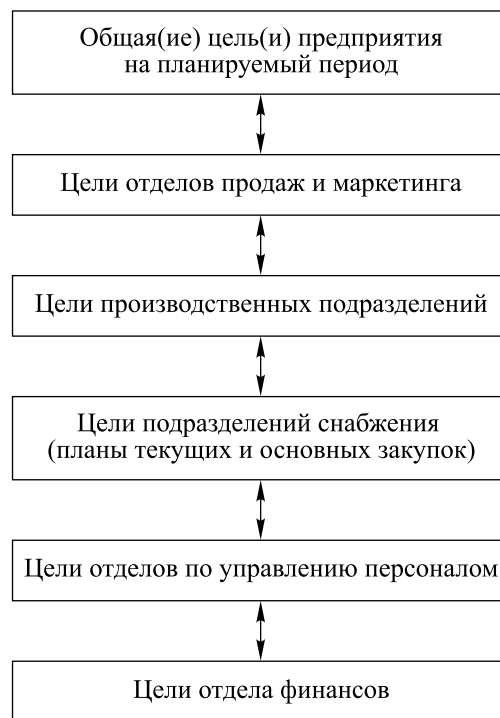 Общая(ие) цель(и) предприятия
на планируемый период
Цели отделов продаж и маркетинга
Цели производственных подразделений
Цели подразделений снабжения
(планы текущих и основных закупок)
Цели отделов по управлению персоналом
Цели отдела финансов